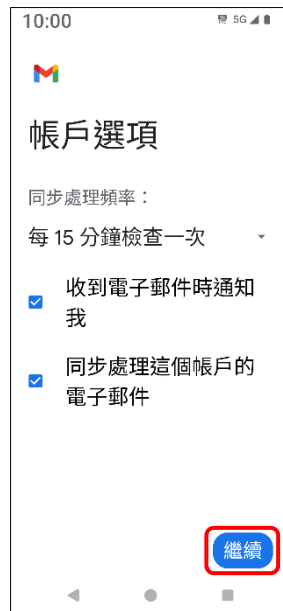 10:00 5G
帳戶選項
同步處理頻率：
每 15 分鐘檢查一次
收到電子郵件時通知
我
同步處理這個帳戶的
電子郵件
繼續